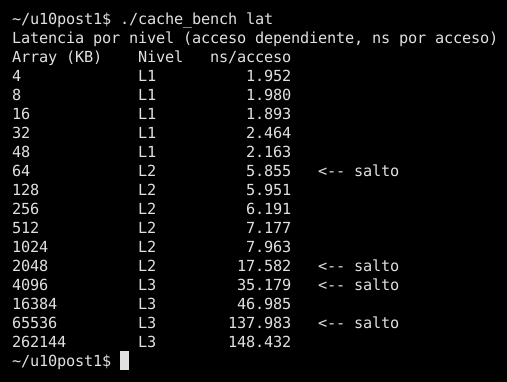 ~/u10post1$ ./cache_bench lat
Latencia por nivel (acceso dependiente, ns por acceso)
Array (KB)    Nivel   ns/acceso
4             L1          1.952
8             L1          1.980
16            L1          1.893
32            L1          2.464
48            L1          2.163
64            L2          5.855   <-- salto
128           L2          5.951
256           L2          6.191
512           L2          7.177
1024          L2          7.963
2048          L2         17.582   <-- salto
4096          L3         35.179   <-- salto
16384         L3         46.985
65536         L3        137.983   <-- salto
262144        L3        148.432
~/u10post1$